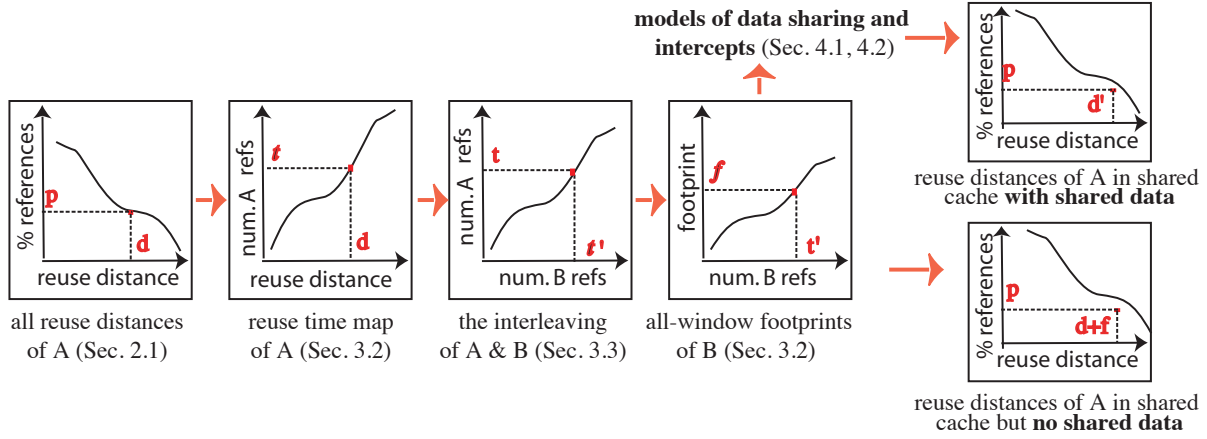 models of data sharing and
intercepts (Sec. 4.1, 4.2)
% references
p
d
reuse distance
all reuse distances
of A (Sec. 2.1)
num. A refs
t
d
reuse distance
reuse time map
of A (Sec. 3.2)
num. A refs
t
t'
num. B refs
the interleaving
of A & B (Sec. 3.3)
footprint
f
t'
num. B refs
all-window footprints
of B (Sec. 3.2)
% references
p
d'
reuse distance
reuse distances of A in shared
cache with shared data
% references
p
d+f
reuse distance
reuse distances of A in shared
cache but no shared data